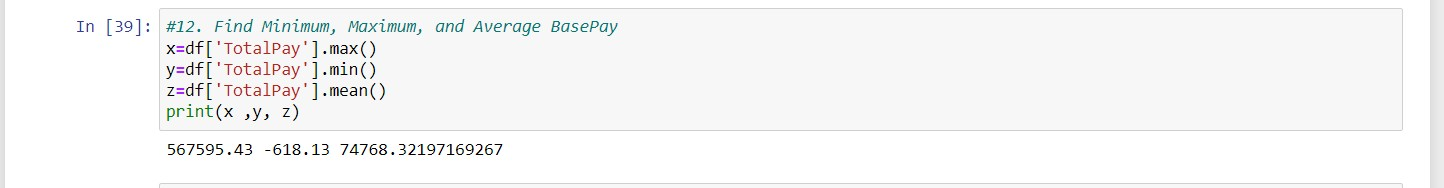 In [39]: #12. Find Minimum, Maximum, and Average BasePay
x=df['TotalPay'].max()
y=df['TotalPay'].min()
z=df['TotalPay'].mean()
print(x ,y, z)
567595.43 -618.13 74768.32197169267